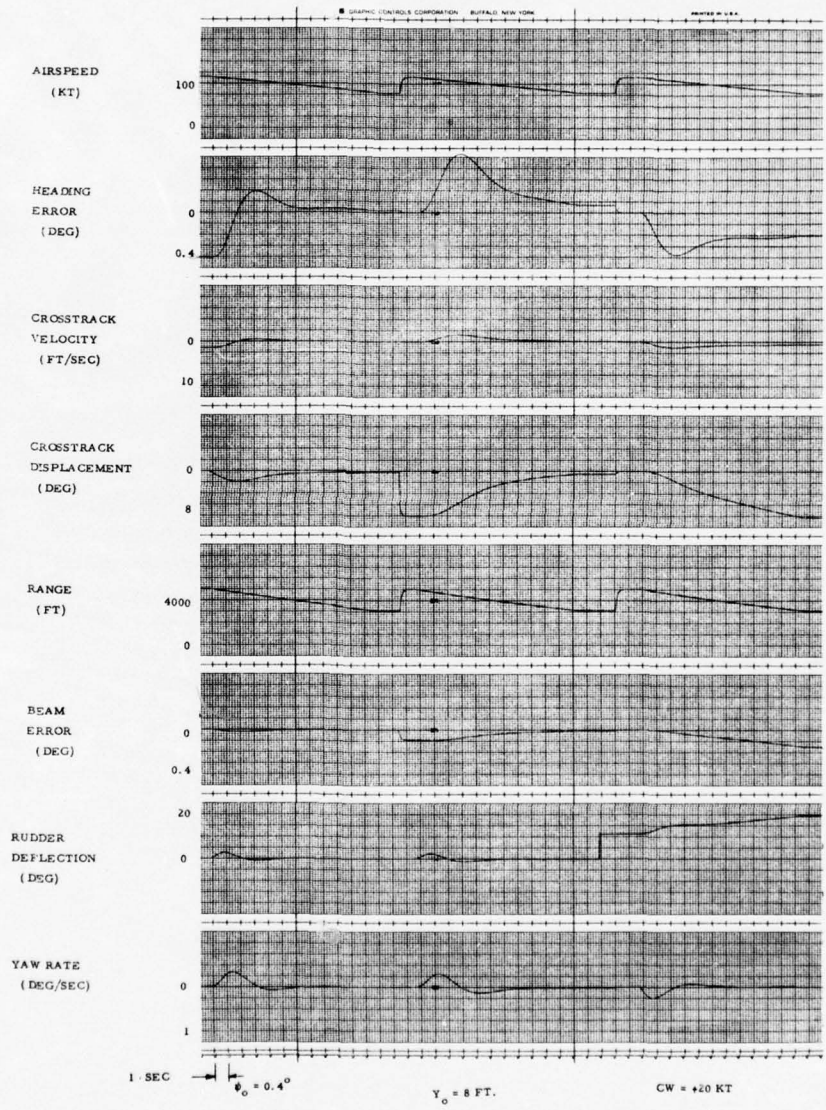 GRAPHIC CONTROLS CORPORATION BUFFALO, NEW YORK
PRINTED IN U.S.A.
AIRSPEED
(KT)
100
0
HEADING
ERROR
(DEG)
0
0.4
CROSSTRACK
VELOCITY
(FT/SEC)
0
10
CROSSTRACK
DISPLACEMENT
(DEG)
0
8
RANGE
(FT)
4000
0
BEAM
ERROR
(DEG)
0
0.4
RUDDER
DEFLECTION
(DEG)
20
0
YAW RATE
(DEG/SEC)
0
1
1 SEC
ϕo = 0.4°
Yo = 8 FT.
CW = +20 KT